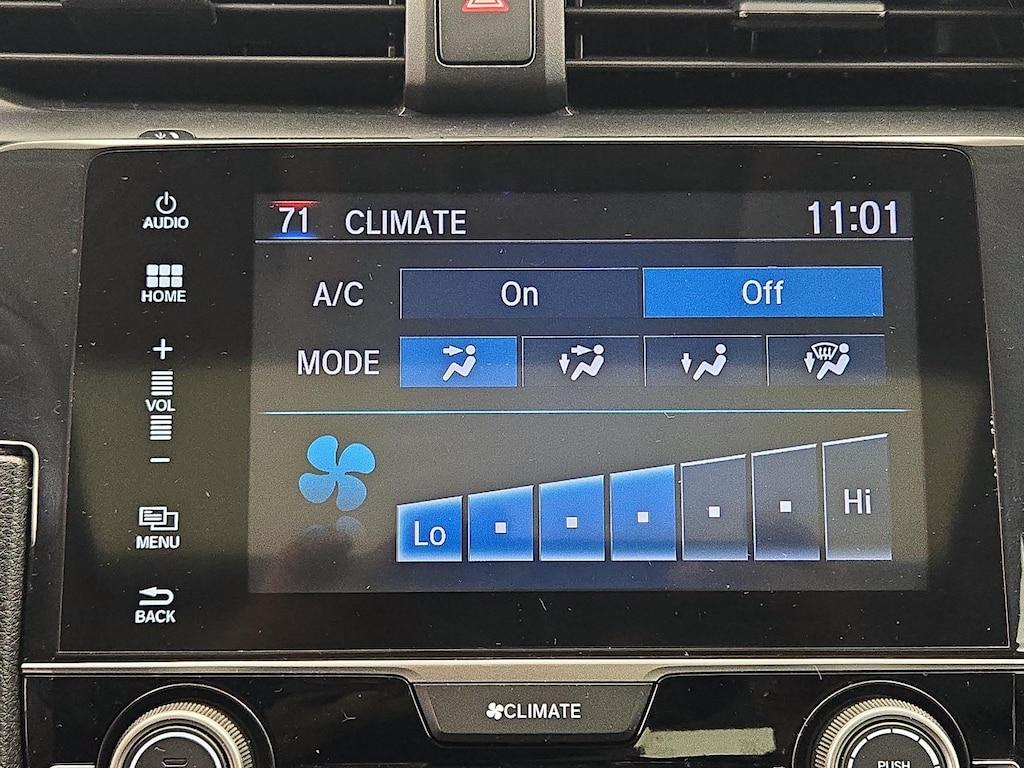 AUDIO
71 CLIMATE 11:01
HOME
A/C On Off
+
VOL
-
MODE
Lo Hi
MENU
BACK
CLIMATE
PUSH